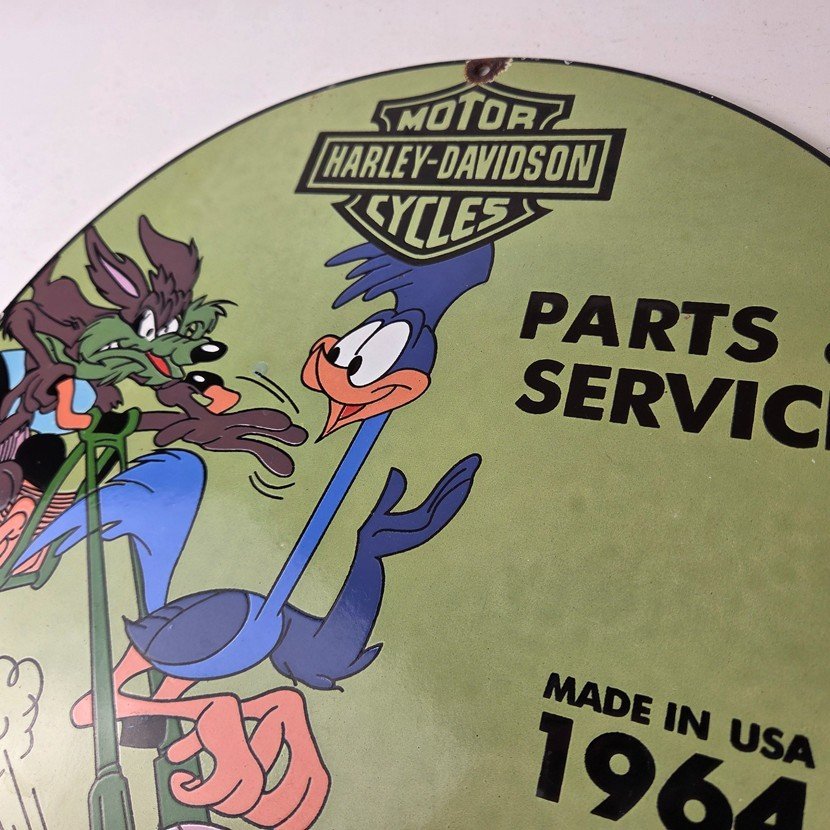 MOTOR
HARLEY-DAVIDSON
CYCLES
PARTS
SERVIC
MADE IN USA
1964